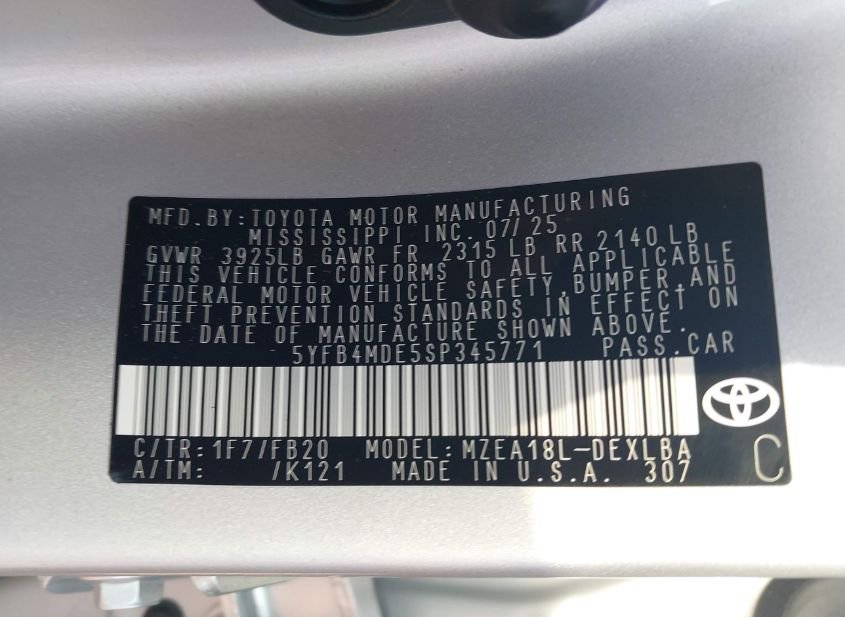 MFD. BY: TOYOTA MOTOR MANUFACTURING
MISSISSIPPI INC. 07/25
GVWR 3925LB GAWR FR 2315 LB RR 2140 LB
THIS VEHICLE CONFORMS TO ALL APPLICABLE
FEDERAL MOTOR VEHICLE SAFETY, BUMPER, AND
THEFT PREVENTION STANDARDS IN EFFECT ON
THE DATE OF MANUFACTURE SHOWN ABOVE.
5YFB4MDE5SP345771 PASS. CAR
C/TR: 1F7/FB20 MODEL: MZEA18L-DEXLBA
A/TM: /K121 MADE IN U.S.A. 307 C